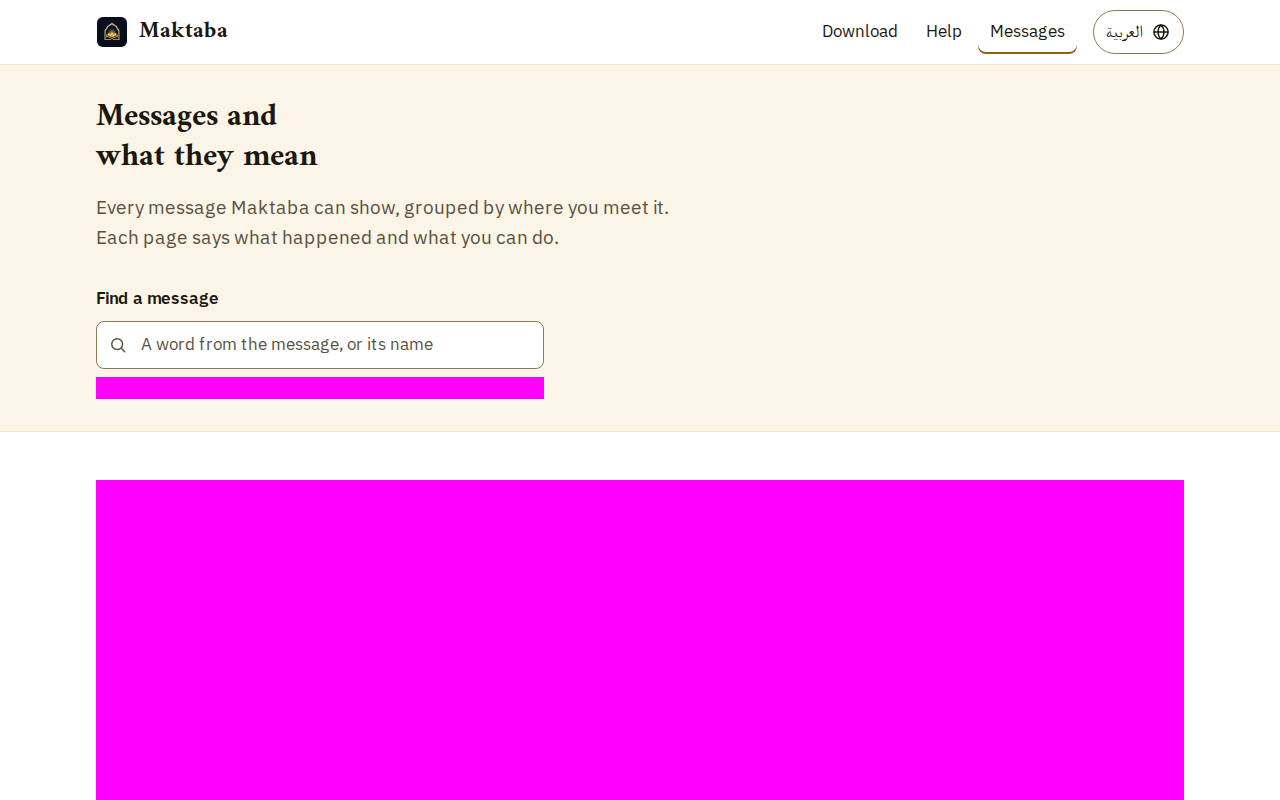 Maktaba
Download
Help
Messages
العربية
Messages and
what they mean
Every message Maktaba can show, grouped by where you meet it.
Each page says what happened and what you can do.
Find a message
A word from the message, or its name